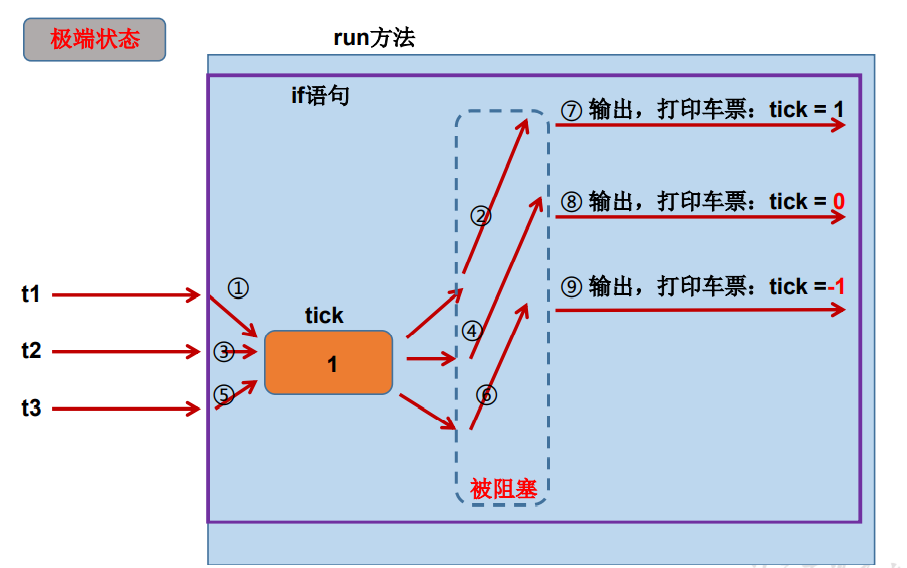 极端状态
run方法
if语句
⑦ 输出，打印车票：tick = 1
②
⑧ 输出，打印车票：tick = 0
①
⑨ 输出，打印车票：tick =-1
t1
tick
④
t2
③
1
t3
⑤
⑥
被阻塞